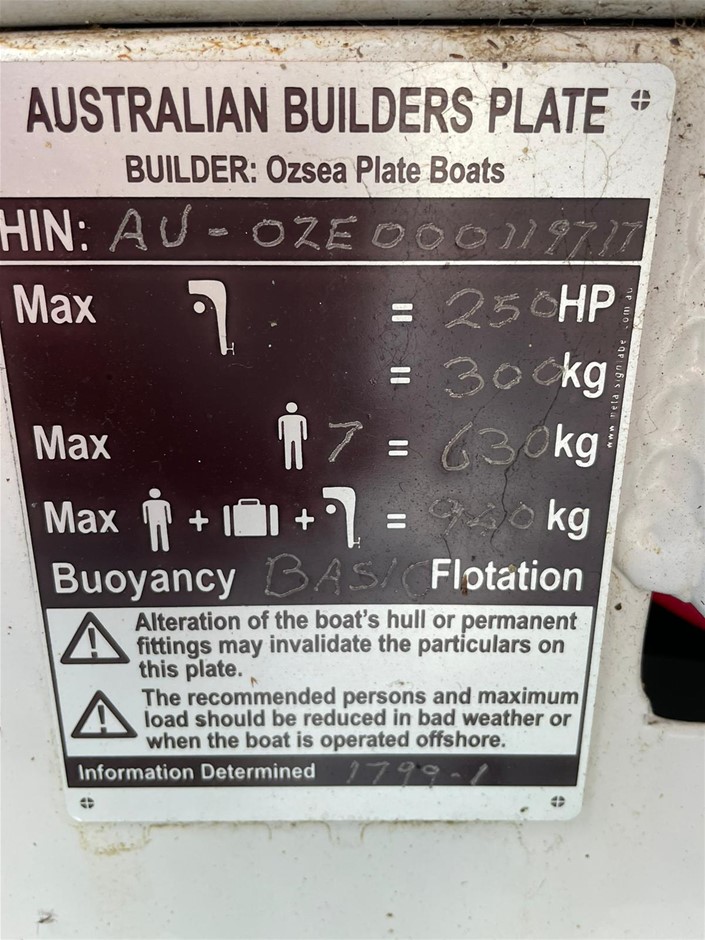 AUSTRALIAN BUILDERS PLATE
BUILDER: Ozsea Plate Boats
HIN: AU-OZE000119717
Max = 250HP
= 300kg
Max 7 = 630kg
Max + + = 940 kg
Buoyancy BASIC Flotation
Alteration of the boat's hull or permanent
fittings may invalidate the particulars on
this plate.
The recommended persons and maximum
load should be reduced in bad weather or
when the boat is operated offshore.
Information Determined 1799-1